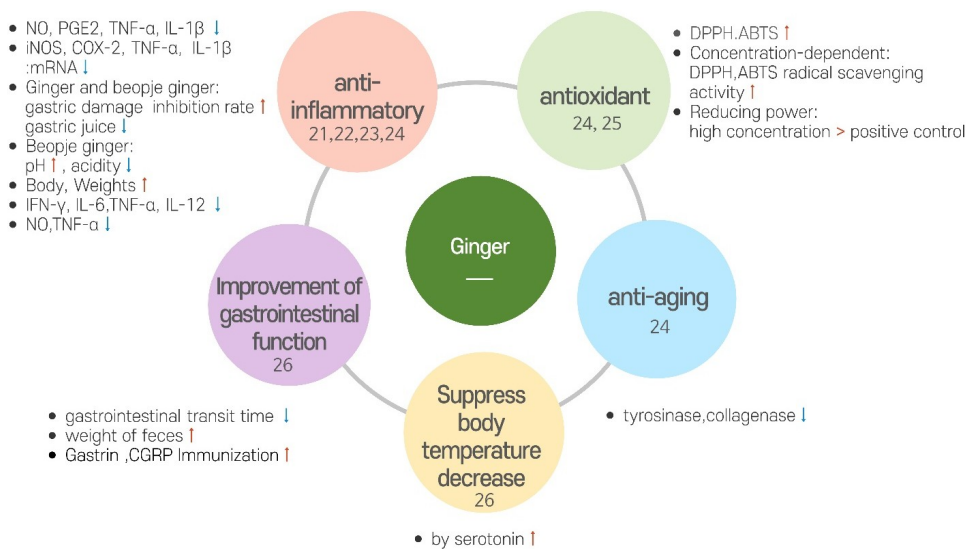 • NO, PGE2, TNF-α, IL-1β ↓
• iNOS, COX-2, TNF-α, IL-1β
:mRNA ↓
• Ginger and beopje ginger:
gastric damage inhibition rate ↑
gastric juice ↓
• Beopje ginger:
pH ↑, acidity ↓
• Body, Weights ↑
• IFN-γ, IL-6,TNF-α, IL-12 ↓
• NO,TNF-α ↓
anti-
inflammatory
21,22,23,24
antioxidant
24, 25
• DPPH.ABTS ↑
• Concentration-dependent:
DPPH,ABTS radical scavenging
activity ↑
• Reducing power:
high concentration > positive control
Ginger
Improvement of
gastrointestinal
function
26
anti-aging
24
Suppress
body
temperature
decrease
26
• gastrointestinal transit time ↓
• weight of feces ↑
• Gastrin ,CGRP Immunization ↑
• tyrosinase,collagenase ↓
• by serotonin ↑